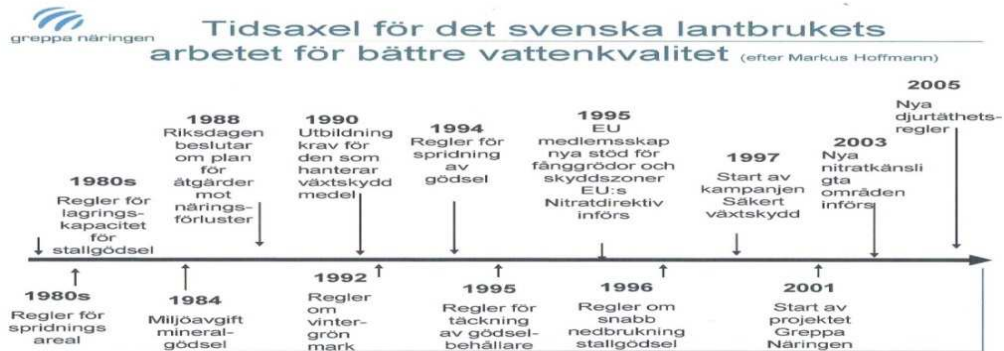 greppa näringen
Tidsaxel för det svenska lantbrukets
arbetet för bättre vattenkvalitet (efter Markus Hoffmann)
1980s
Regler för
lagrings-
kapacitet
för
stallgödsel
1988
Riksdagen
beslutar
om plan
för
åtgärder
mot
närings-
förluster
1990
Utbildning
krav för
den som
hanterar
växtskydd
medel
1994
Regler för
spridning
av
gödsel
1995
EU
medlemsskap
nya stöd för
fånggrödor och
skyddszoner
EU:s
Nitratdirektiv
införs
1997
Start av
kampanjen
Säkert
växtskydd
2003
Nya
nitratkänsli
gta
områden
införs
2005
Nya
djurtäthets-
regler
1980s
Regler för
spridnings
areal
1984
Miljöavgift
mineral-
gödsel
1992
Regler
om
vinter-
grön
mark
1995
Regler för
täckning
av gödsel-
behållare
1996
Regler om
snabb
nedbrukning
stallgödsel
2001
Start av
projektet
Greppa
Näringen